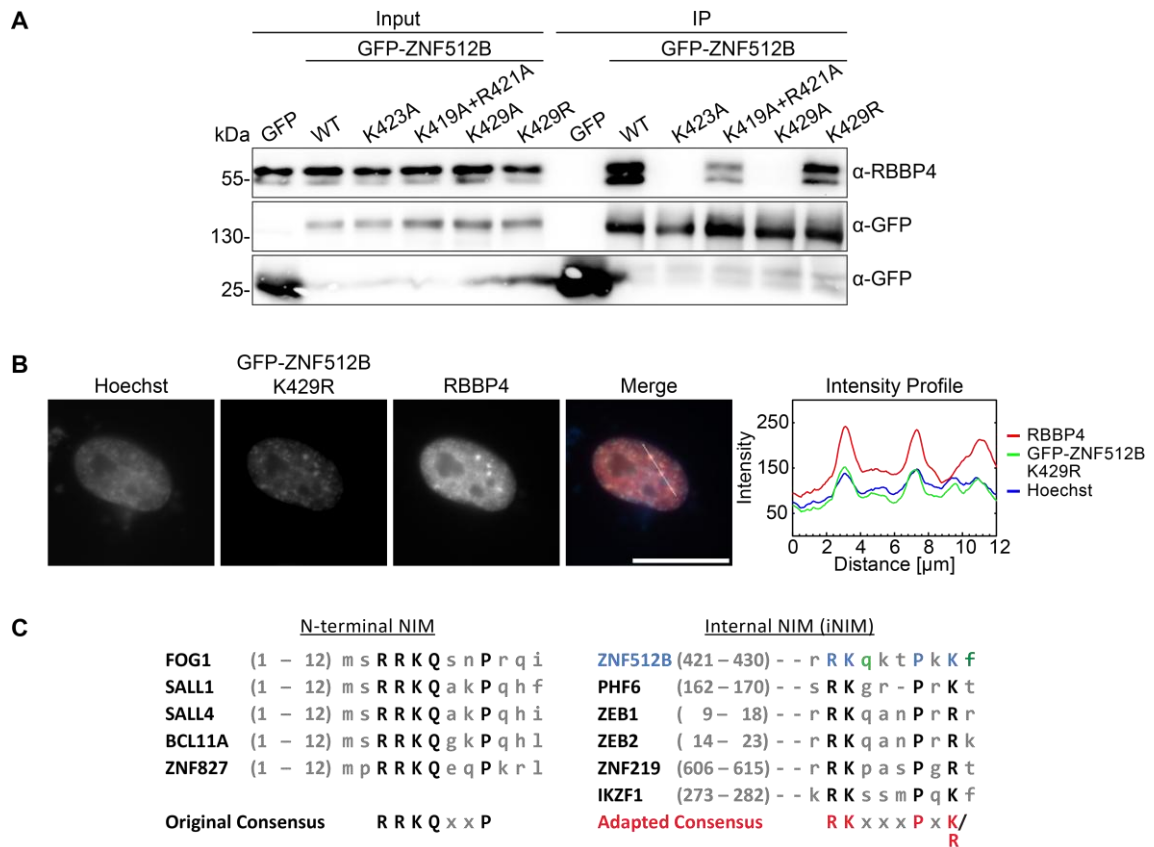 A
Input IP
GFP-ZNF512B GFP-ZNF512B
kDa GFP WT K423A K419A+R421A K429A K429R GFP WT K423A K419A+R421A K429A K429R
55- α-RBBP4
130- α-GFP
25- α-GFP
B
Hoechst GFP-ZNF512B K429R RBBP4 Merge Intensity Profile
250
150
50
Intensity
0 2 4 6 8 10 12
Distance [µm]
RBBP4
GFP-ZNF512B
K429R
Hoechst
C
N-terminal NIM Internal NIM (iNIM)
FOG1 (1 – 12) m s R R K Q s n P r q i ZNF512B (421 – 430) - - r R K q k t P k K f
SALL1 (1 – 12) m s R R K Q a k P q h f PHF6 (162 – 170) - - s R K g r - P r K t
SALL4 (1 – 12) m s R R K Q a k P q h i ZEB1 ( 9 – 18) - - r R K q a n P r R r
BCL11A (1 – 12) m s R R K Q g k P q h l ZEB2 ( 14 – 23) - - r R K q a n P r R k
ZNF827 (1 – 12) m p R R K Q e q P k r l ZNF219 (606 – 615) - - r R K p a s P g R t
IKZF1 (273 – 282) - - k R K s s m P q K f
Original Consensus R R K Q x x P Adapted Consensus R K x x x P x K/
R